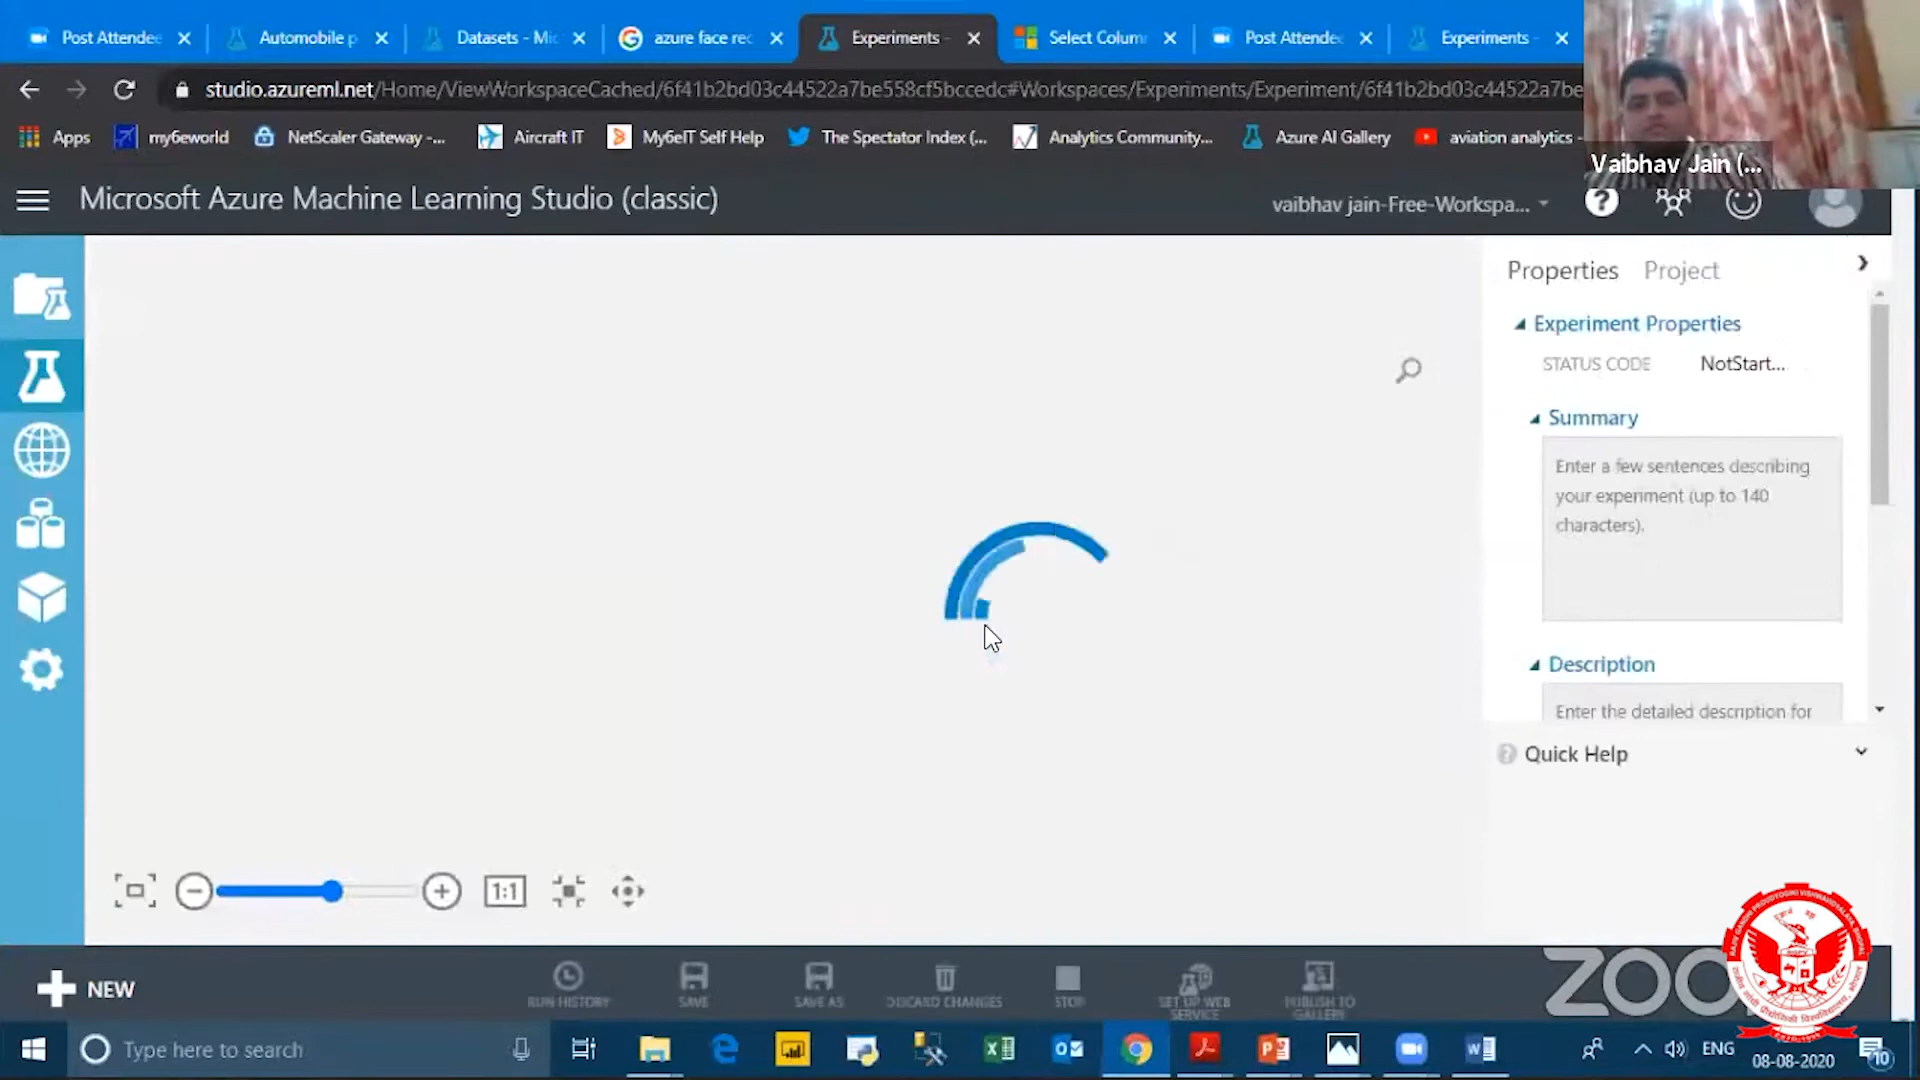 Post Attendee
Automobile p
Datasets - Mic
azure face rec
Experiments -
Select Colum
Post Attende
Experiments -
studio.azureml.net/Home/ViewWorkspaceCached/6f41b2bd03c44522a7be558cf5bccedc#Workspaces/Experiments/Experiment/6f41b2bd03c44522a7be
Apps
my6eworld
NetScaler Gateway -...
Aircraft IT
My6eIT Self Help
The Spectator Index (...
Analytics Community...
Azure AI Gallery
aviation analytics -
Vaibhav Jain (...
Microsoft Azure Machine Learning Studio (classic)
vaibhav jain-Free-Workspa...
Properties
Project
Experiment Properties
STATUS CODE
NotStart...
Summary
Enter a few sentences describing
your experiment (up to 140
characters).
Description
Enter the detailed description for
Quick Help
1:1
NEW
RUN HISTORY
SAVE
SAVE AS
DISCARD CHANGES
STOP
SET UP WEB
SERVICE
PUBLISH TO
GALLERY
Type here to search
ENG
08-08-2020
10